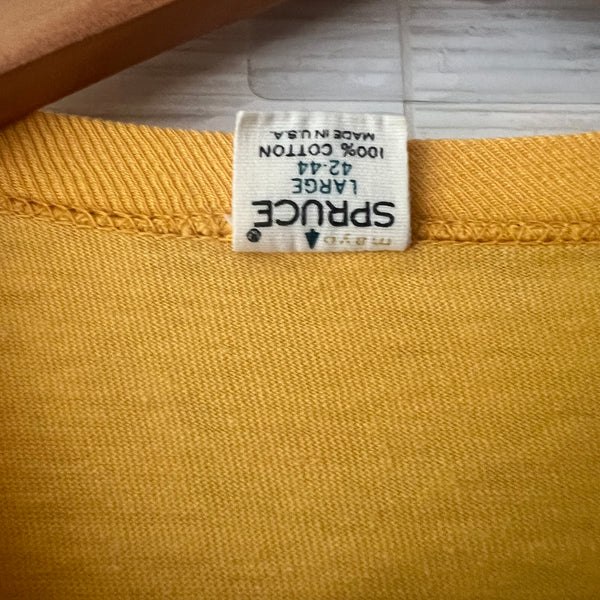 mayo
SPRUCE®
LARGE
42-44
100% COTTON
MADE IN U.S.A.